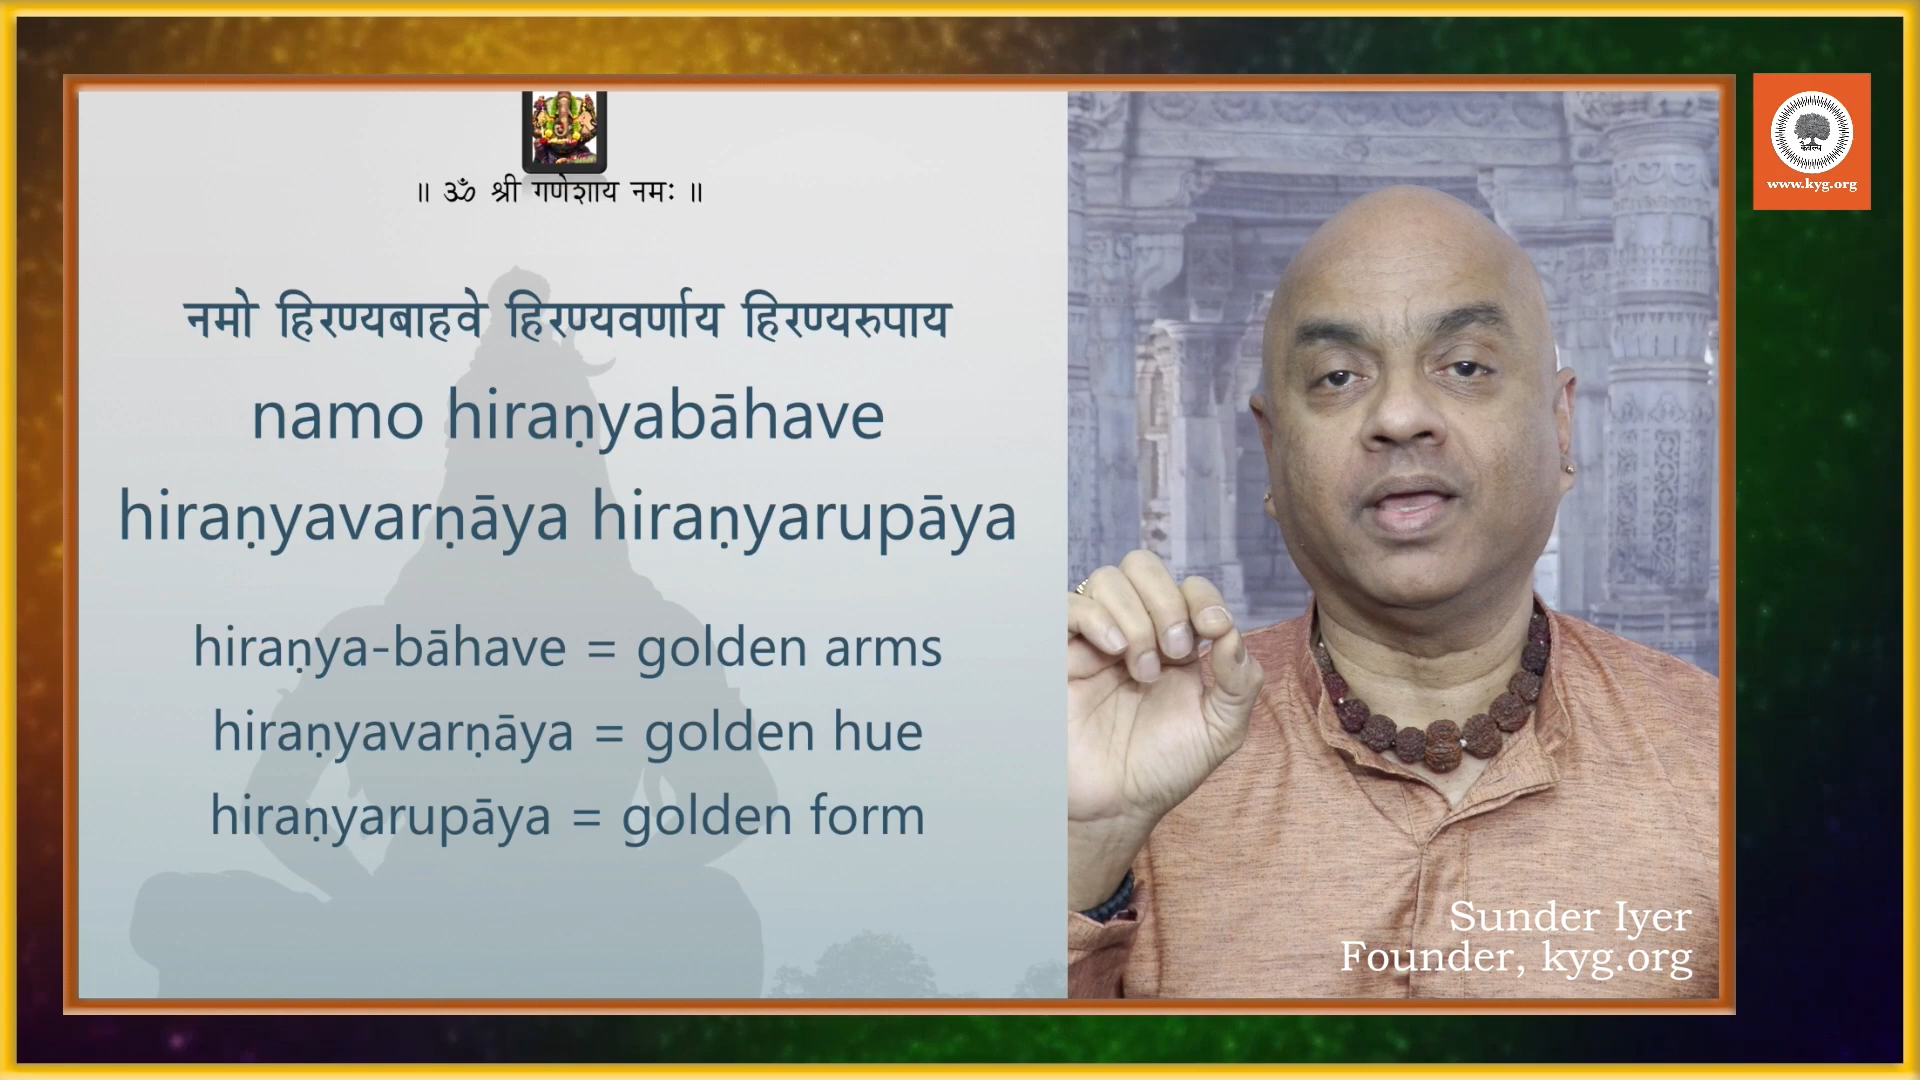 ॥ ॐ श्री गणेशाय नमः ॥
नमो हिरण्यबाहवे हिरण्यवर्णाय हिरण्यरुपाय
namo hiraṇyabāhave
hiraṇyavarṇāya hiraṇyarupāya
hiraṇya-bāhave = golden arms
hiraṇyavarṇāya = golden hue
hiraṇyarupāya = golden form
कैवल्य
www.kyg.org
Sunder Iyer
Founder, kyg.org